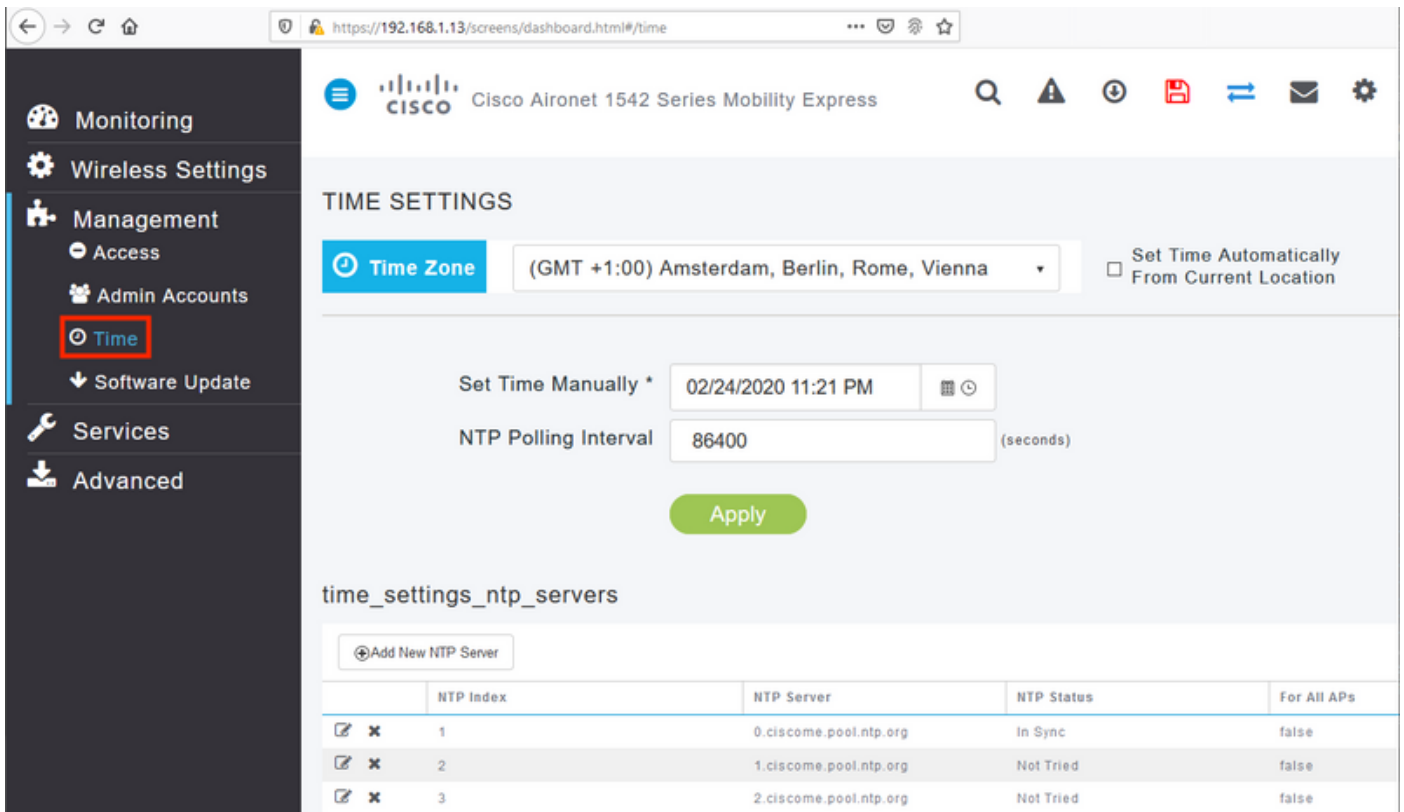 https://192.168.1.13/screens/dashboard.html#/time
Monitoring
Wireless Settings
Management
Access
Admin Accounts
Time
Software Update
Services
Advanced
CISCO Cisco Aironet 1542 Series Mobility Express
TIME SETTINGS
Time Zone (GMT +1:00) Amsterdam, Berlin, Rome, Vienna
Set Time Automatically
From Current Location
Set Time Manually * 02/24/2020 11:21 PM
NTP Polling Interval 86400 (seconds)
Apply
time_settings_ntp_servers
Add New NTP Server
NTP Index NTP Server NTP Status For All APs
1 0.ciscome.pool.ntp.org In Sync false
2 1.ciscome.pool.ntp.org Not Tried false
3 2.ciscome.pool.ntp.org Not Tried false